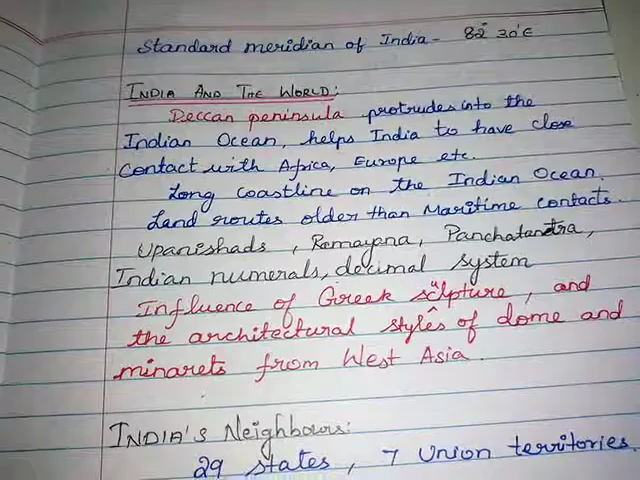 Standard meridian of India - 82° 30'E
INDIA AND THE WORLD:
Deccan peninsula protrudes into the
Indian Ocean, helps India to have close
contact with Africa, Europe etc.
Long coastline on the Indian Ocean.
Land routes older than Maritime contacts.
Upanishads, Ramayana, Panchatantra,
Indian numerals, decimal system
Influence of Greek sculpture, and
the architectural styles of dome and
minarets from West Asia.
INDIA'S Neighbours:
29 states, 7 Union territories.